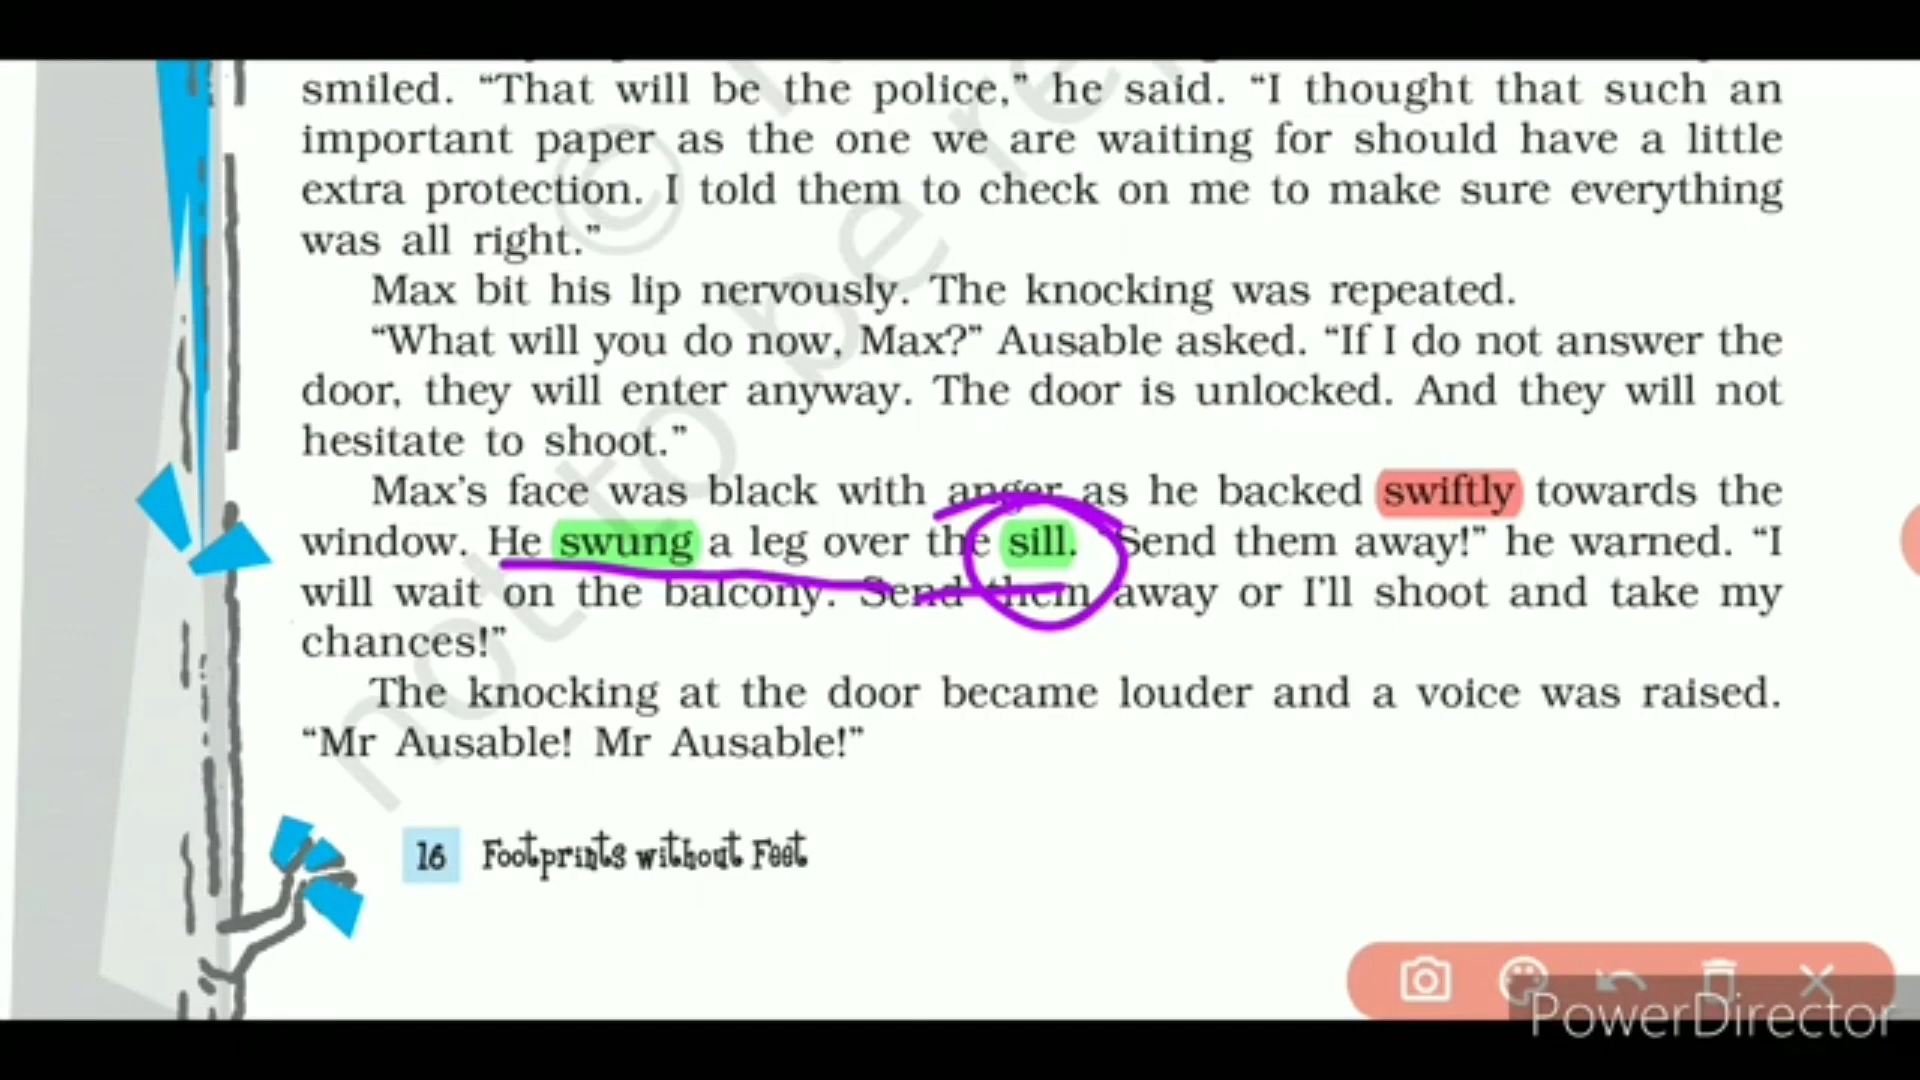 smiled. “That will be the police,” he said. “I thought that such an
important paper as the one we are waiting for should have a little
extra protection. I told them to check on me to make sure everything
was all right.”
Max bit his lip nervously. The knocking was repeated.
“What will you do now, Max?” Ausable asked. “If I do not answer the
door, they will enter anyway. The door is unlocked. And they will not
hesitate to shoot.”
Max’s face was black with anger as he backed swiftly towards the
window. He swung a leg over the sill. “Send them away!” he warned. “I
will wait on the balcony. Send them away or I’ll shoot and take my
chances!”
The knocking at the door became louder and a voice was raised.
“Mr Ausable! Mr Ausable!”
16 Footprints without Feet
PowerDirector
not to be re
©